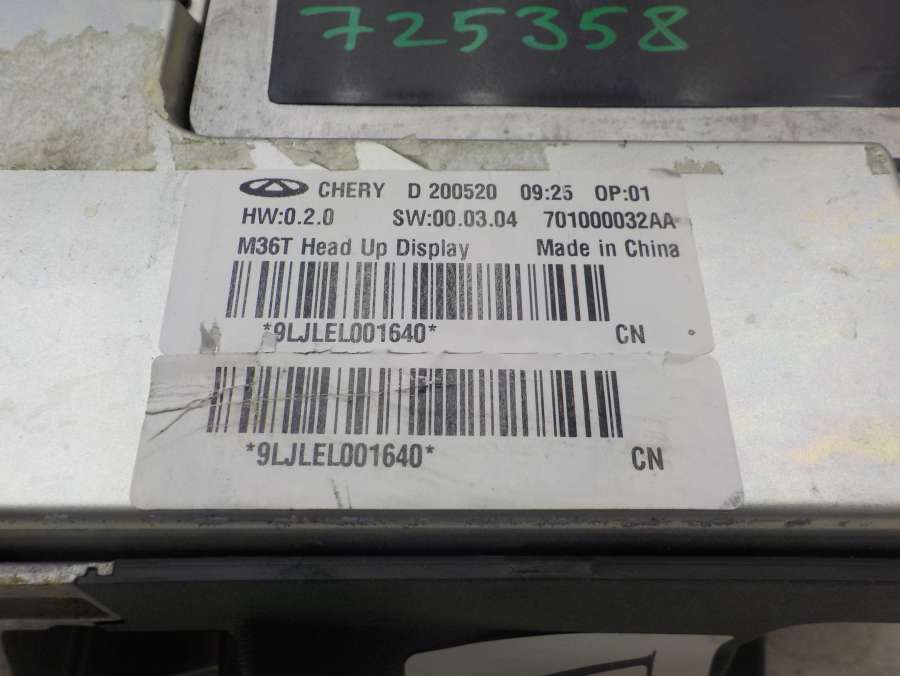 725358
CHERY D 200520 09:25 OP:01
HW:0.2.0 SW:00.03.04 701000032AA
M36T Head Up Display Made in China
*9LJLEL001640* CN
*9LJLEL001640* CN